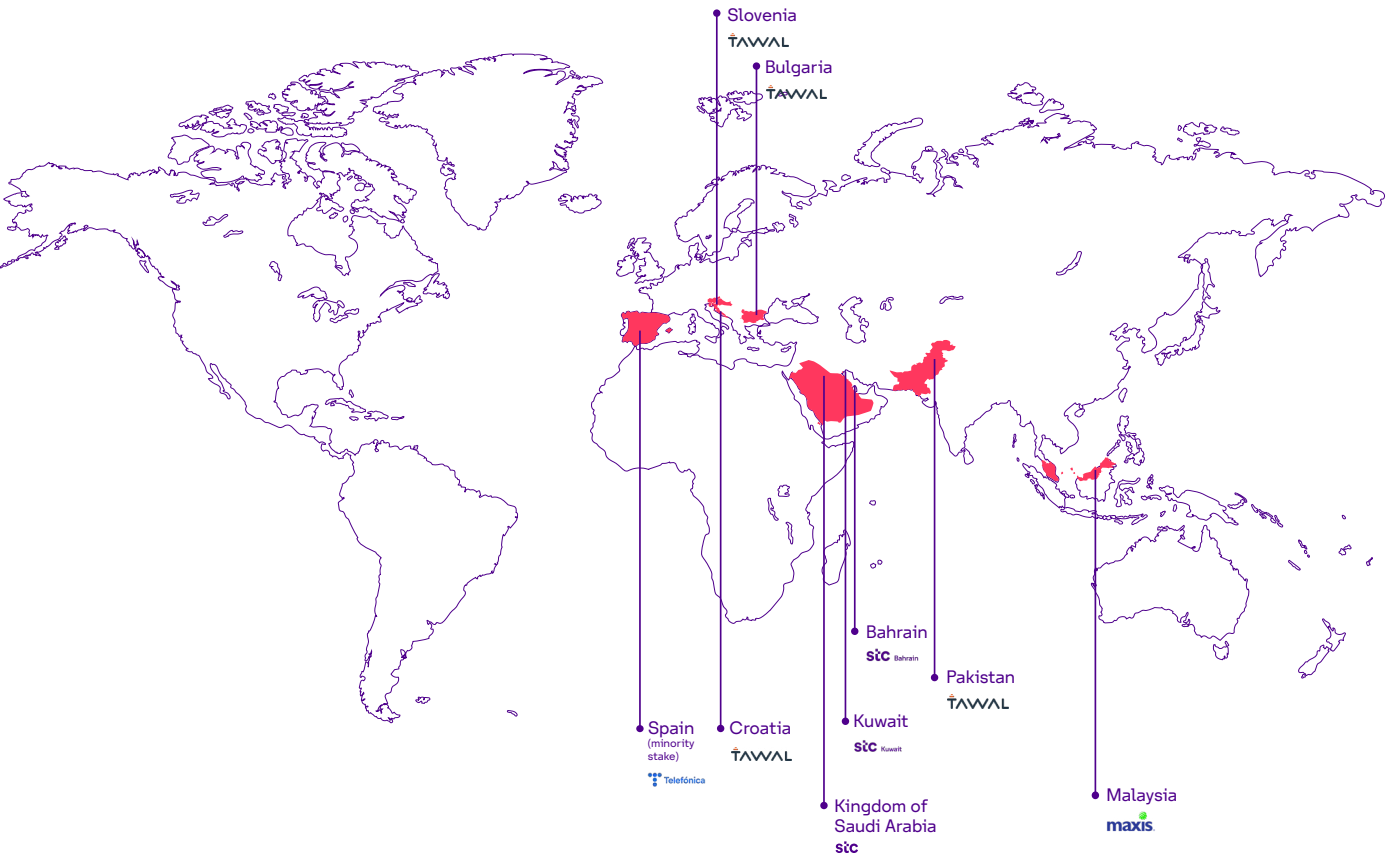 Slovenia
TAWAL
Bulgaria
TAWAL
Bahrain
stc Bahrain
Pakistan
TAWAL
Spain
(minority
stake)
Telefónica
Croatia
TAWAL
Kuwait
stc Kuwait
Kingdom of
Saudi Arabia
stc
Malaysia
maxis